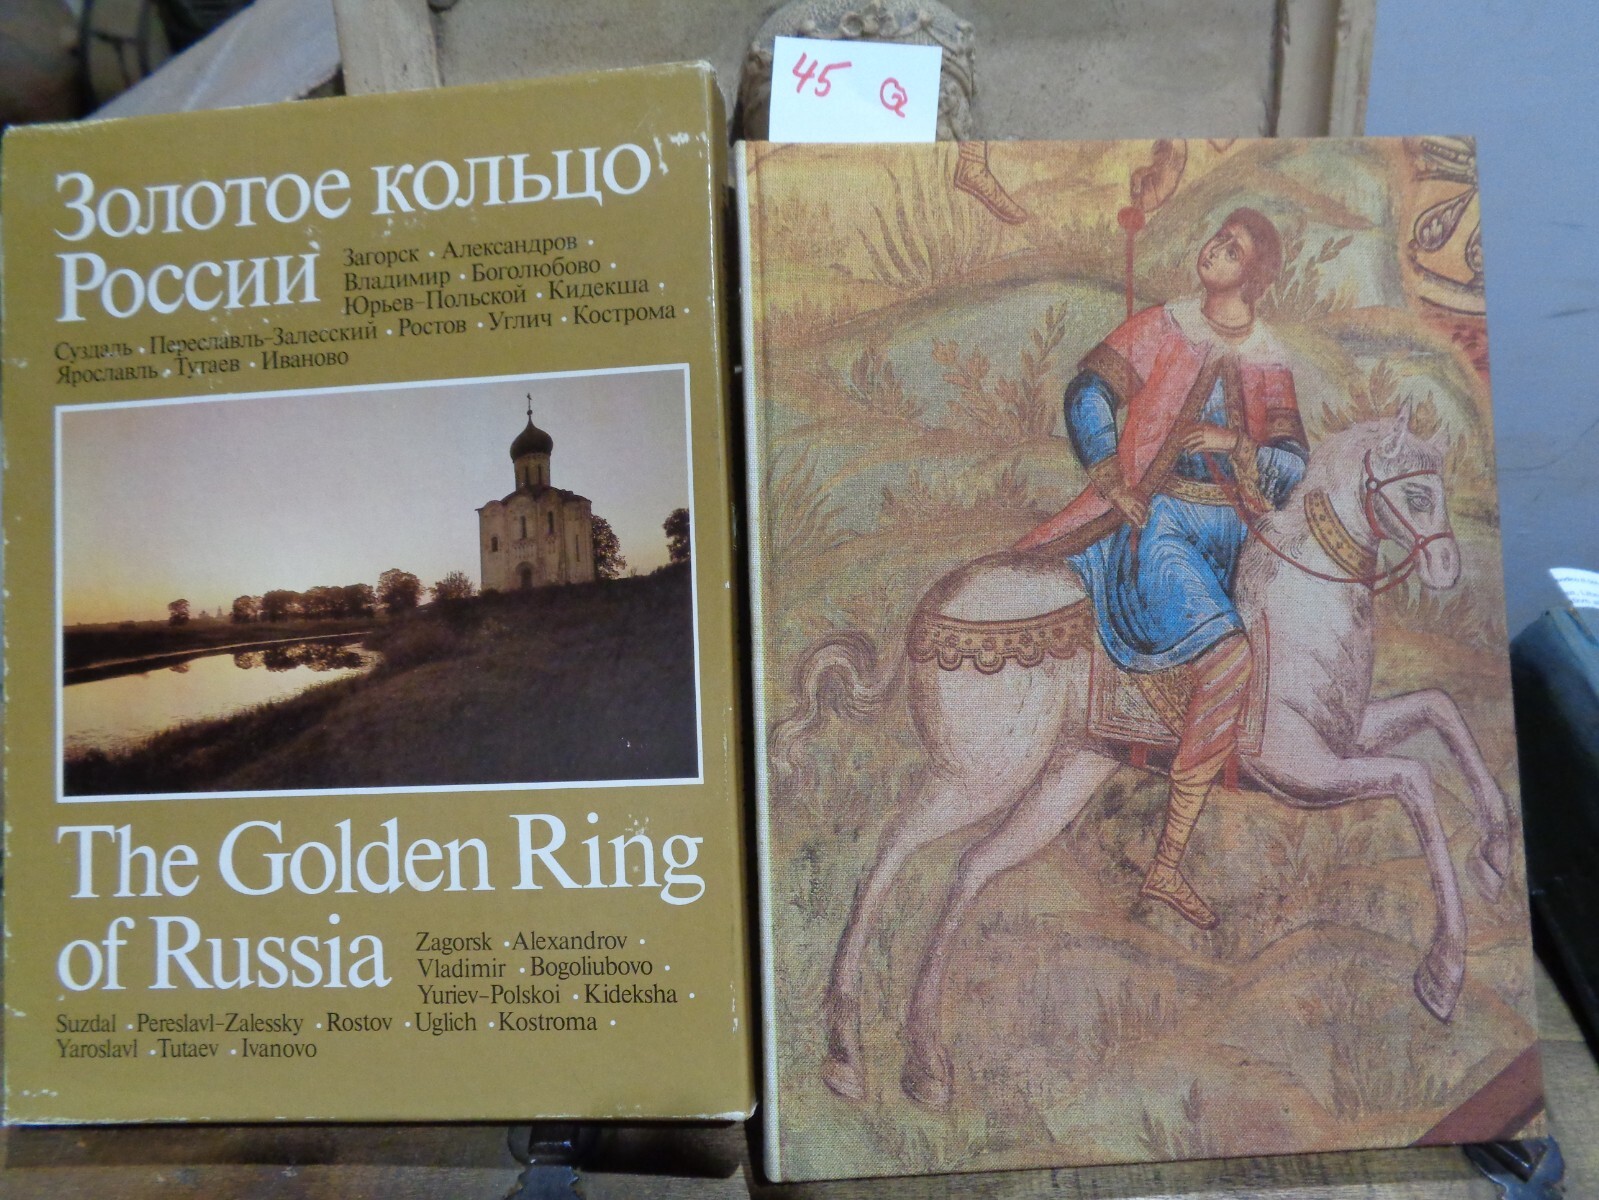 45 Q
Золотое кольцо
России
Загорск · Александров ·
Владимир · Боголюбово ·
Юрьев-Польской · Кидекша ·
Суздаль · Переславль-Залесский · Ростов · Углич · Кострома ·
Ярославль · Тутаев · Иваново
The Golden Ring
of Russia
Zagorsk · Alexandrov ·
Vladimir · Bogoliubovo ·
Yuriev-Polskoi · Kideksha ·
Suzdal · Pereslavl-Zalessky · Rostov · Uglich · Kostroma ·
Yaroslavl · Tutaev · Ivanovo